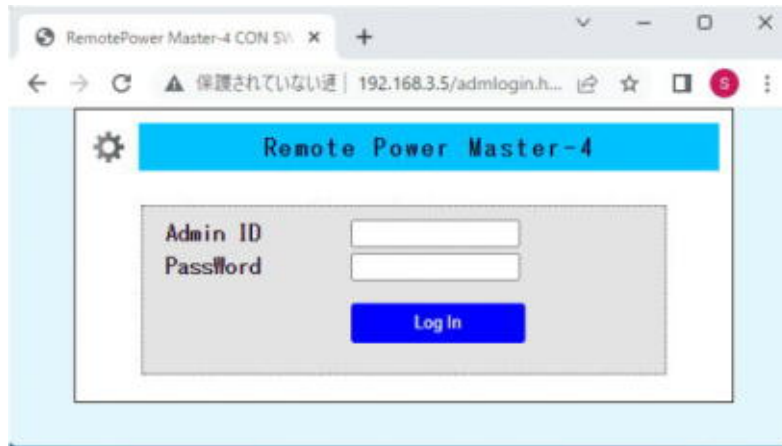 RemotePower Master-4 CON SW
保護されていない通 | 192.168.3.5/admlogin.h...
S
Remote Power Master-4
Admin ID
PassWord
Log In